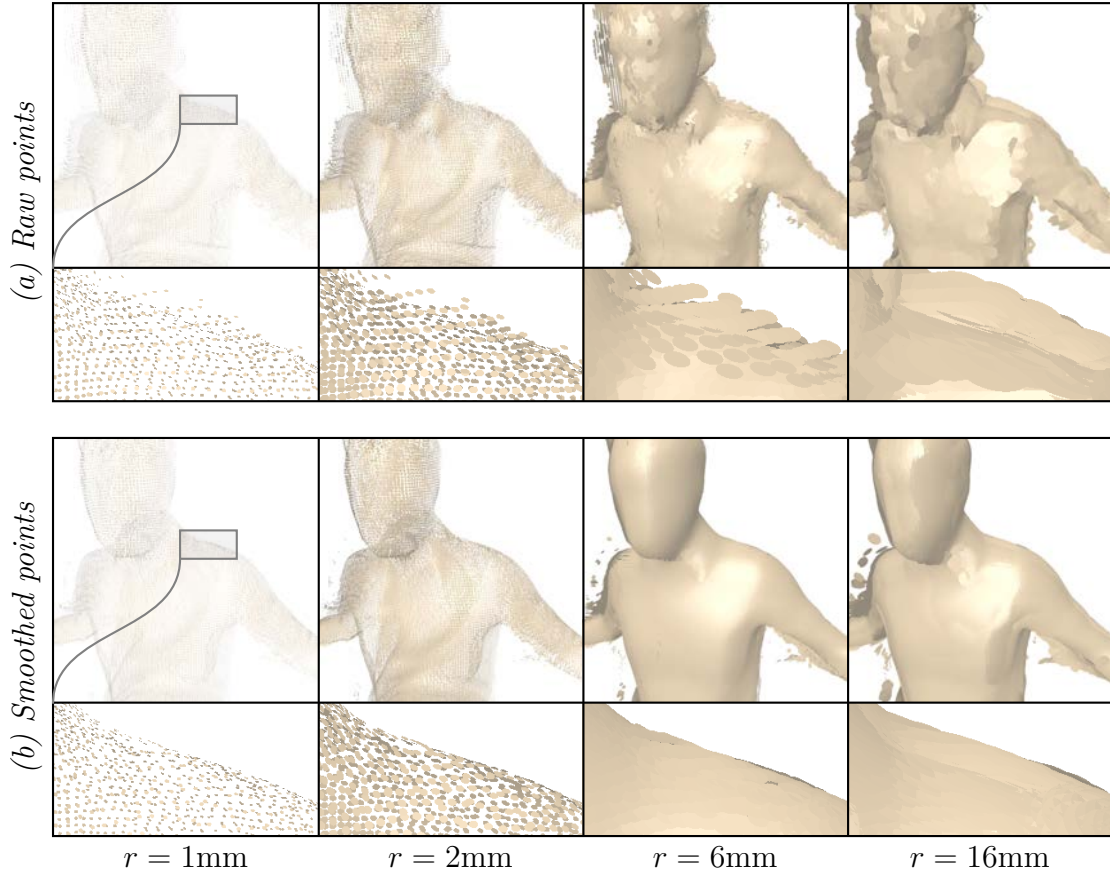 (a) Raw points
(b) Smoothed points
r = 1mm
r = 2mm
r = 6mm
r = 16mm